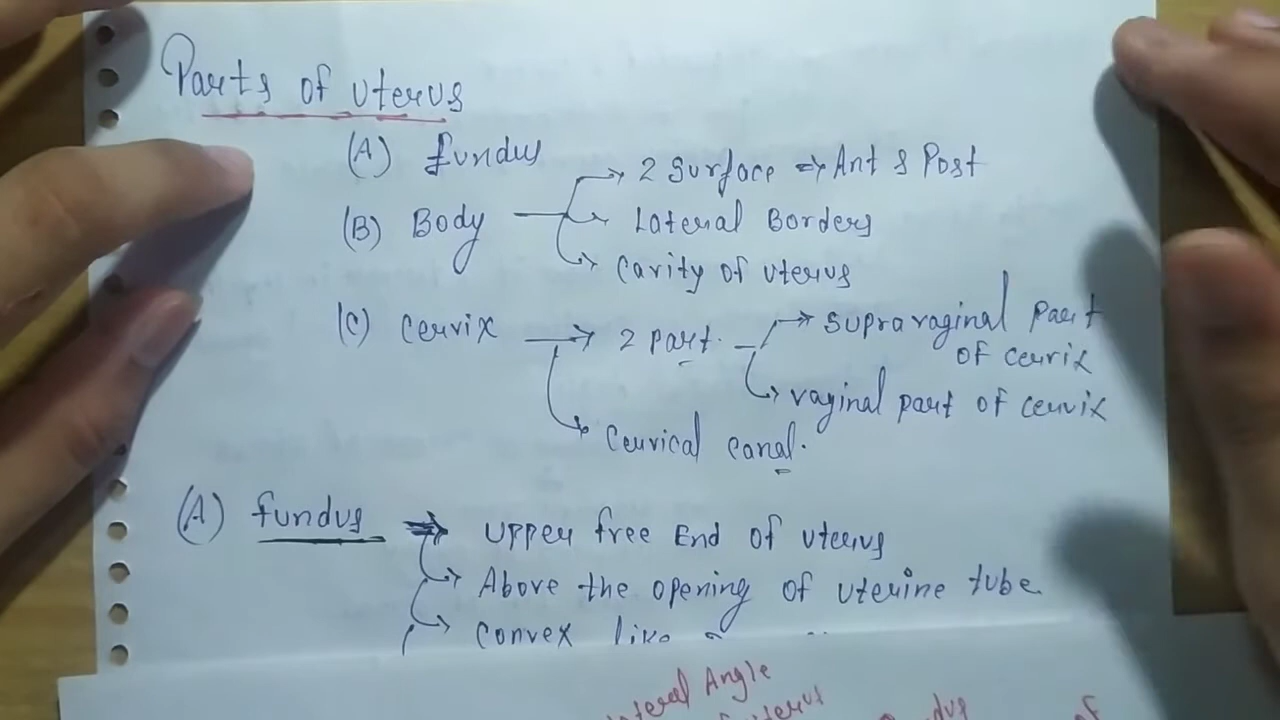 Parts of uterus
(A) fundus
(B) Body → 2 surface ⇒ Ant & Post
→ Lateral Borders
→ cavity of uterus
(C) cervix → 2 part. → supravaginal part of cervix
→ vaginal part of cervix
→ cervical canal.
(A) fundus → upper free End of uterus
→ Above the opening of uterine tube
→ convex like
Angle